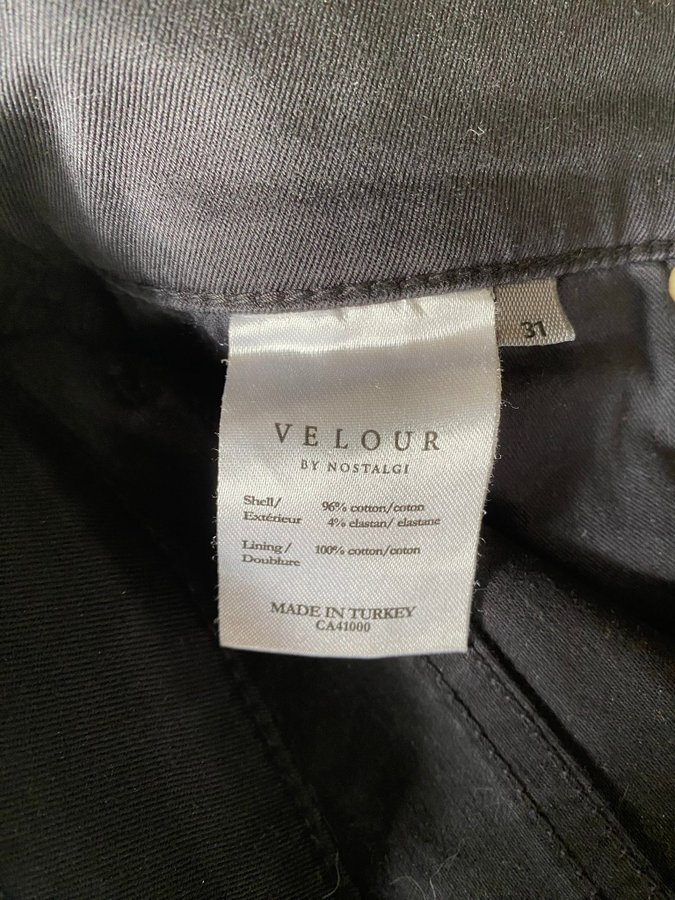 31
VELOUR
BY NOSTALGI
Shell/ 96% cotton/coton
Extérieur 4% elastan/ elastane
Lining / 100% cotton/coton
Doublure
MADE IN TURKEY
CA41000